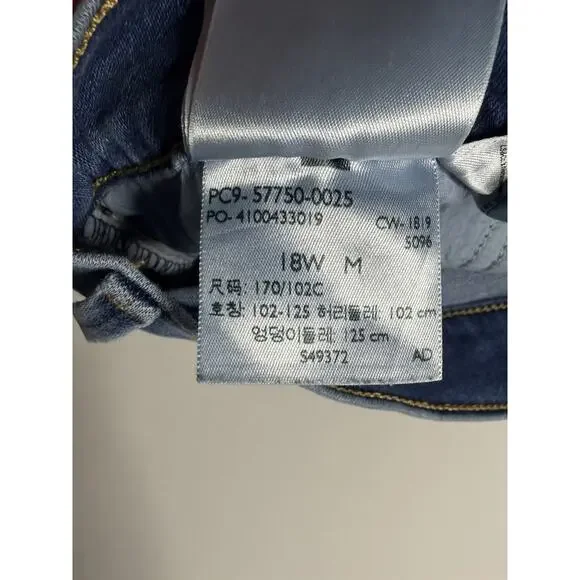 PC9- 57750-0025
PO- 4100433019 CW- 1819
5096
18W M
尺码: 170/102C
호칭: 102-125 허리둘레: 102 cm
엉덩이둘레: 125 cm
S49372 AD